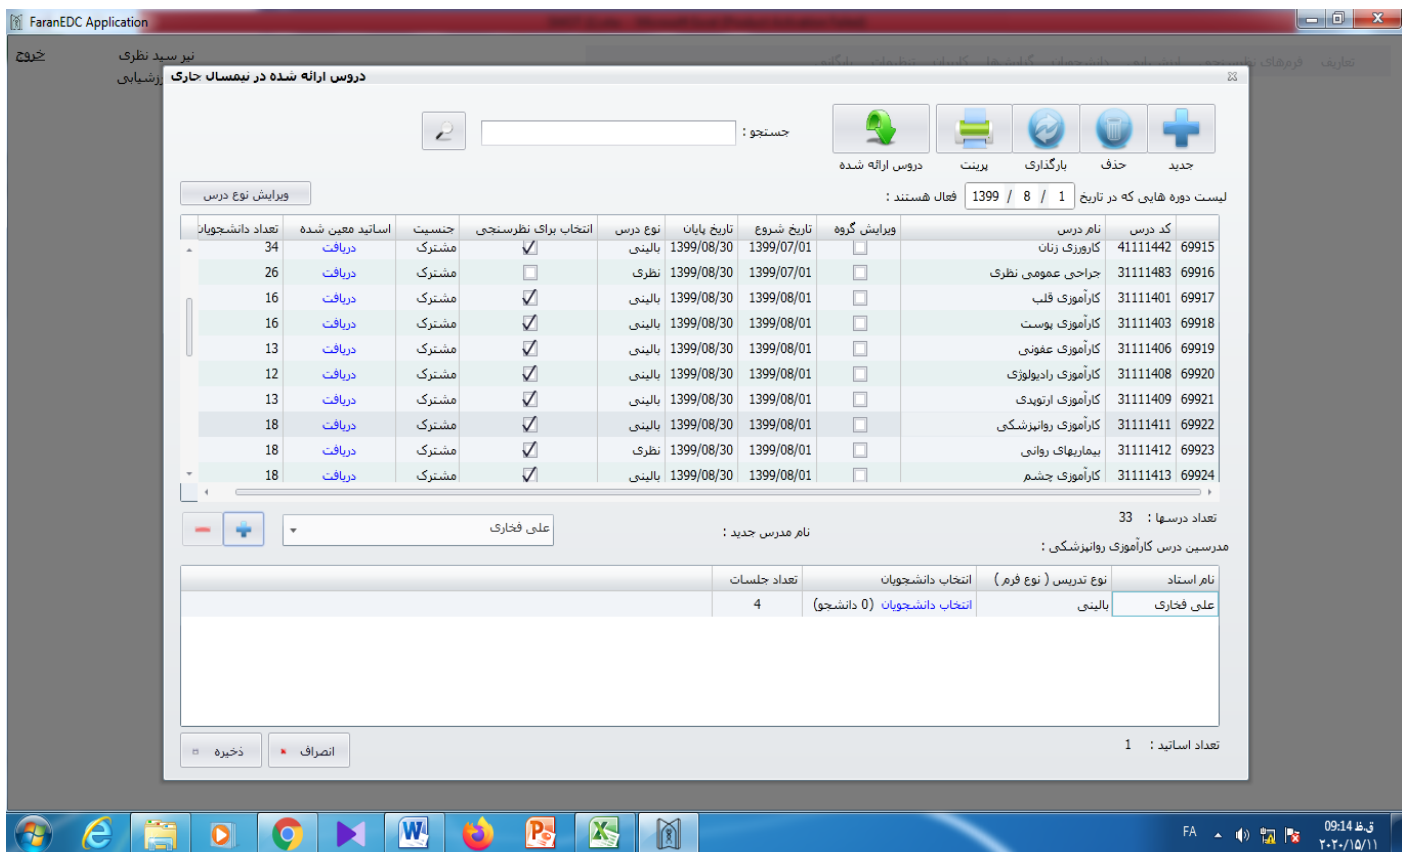 FaranEDC Application
نیر سید نظری
خروج
رزشیابی
تعاریف
دروس ارائه شده در نیمسال جاری
جستجو :
جدید
حذف
بارگذاری
پرینت
دروس ارائه شده
لیست دوره هایی که در تاریخ 1 / 8 / 1399 فعال هستند :
ویرایش نوع درس
کد درس نام درس ویرایش گروه تاریخ شروع تاریخ پایان نوع درس انتخاب برای نظرسنجی جنسیت اساتید معین شده تعداد دانشجویان
69915 41111442 کارورزی زنان 1399/07/01 1399/08/30 بالینی مشترک دریافت 34
69916 31111483 جراحی عمومی نظری 1399/07/01 1399/08/30 نظری مشترک دریافت 26
69917 31111401 کارآموزی قلب 1399/08/01 1399/08/30 بالینی مشترک دریافت 16
69918 31111403 کارآموزی پوست 1399/08/01 1399/08/30 بالینی مشترک دریافت 16
69919 31111406 کارآموزی عفونی 1399/08/01 1399/08/30 بالینی مشترک دریافت 13
69920 31111408 کارآموزی رادیولوژی 1399/08/01 1399/08/30 بالینی مشترک دریافت 12
69921 31111409 کارآموزی ارتوپدی 1399/08/01 1399/08/30 بالینی مشترک دریافت 13
69922 31111411 کارآموزی روانپزشکی 1399/08/01 1399/08/30 بالینی مشترک دریافت 18
69923 31111412 بیماریهای روانی 1399/08/01 1399/08/30 نظری مشترک دریافت 18
69924 31111413 کارآموزی چشم 1399/08/01 1399/08/30 بالینی مشترک دریافت 18
تعداد درسها : 33
نام مدرس جدید : علی فخاری
مدرسین درس کارآموزی روانپزشکی :
نام استاد نوع تدریس ( نوع فرم ) انتخاب دانشجویان تعداد جلسات
علی فخاری بالینی انتخاب دانشجویان (0 دانشجو) 4
تعداد اساتید : 1
انصراف
ذخیره
FA
09:14 ق.ظ
۲۰۲۰/۱۵/۱۱